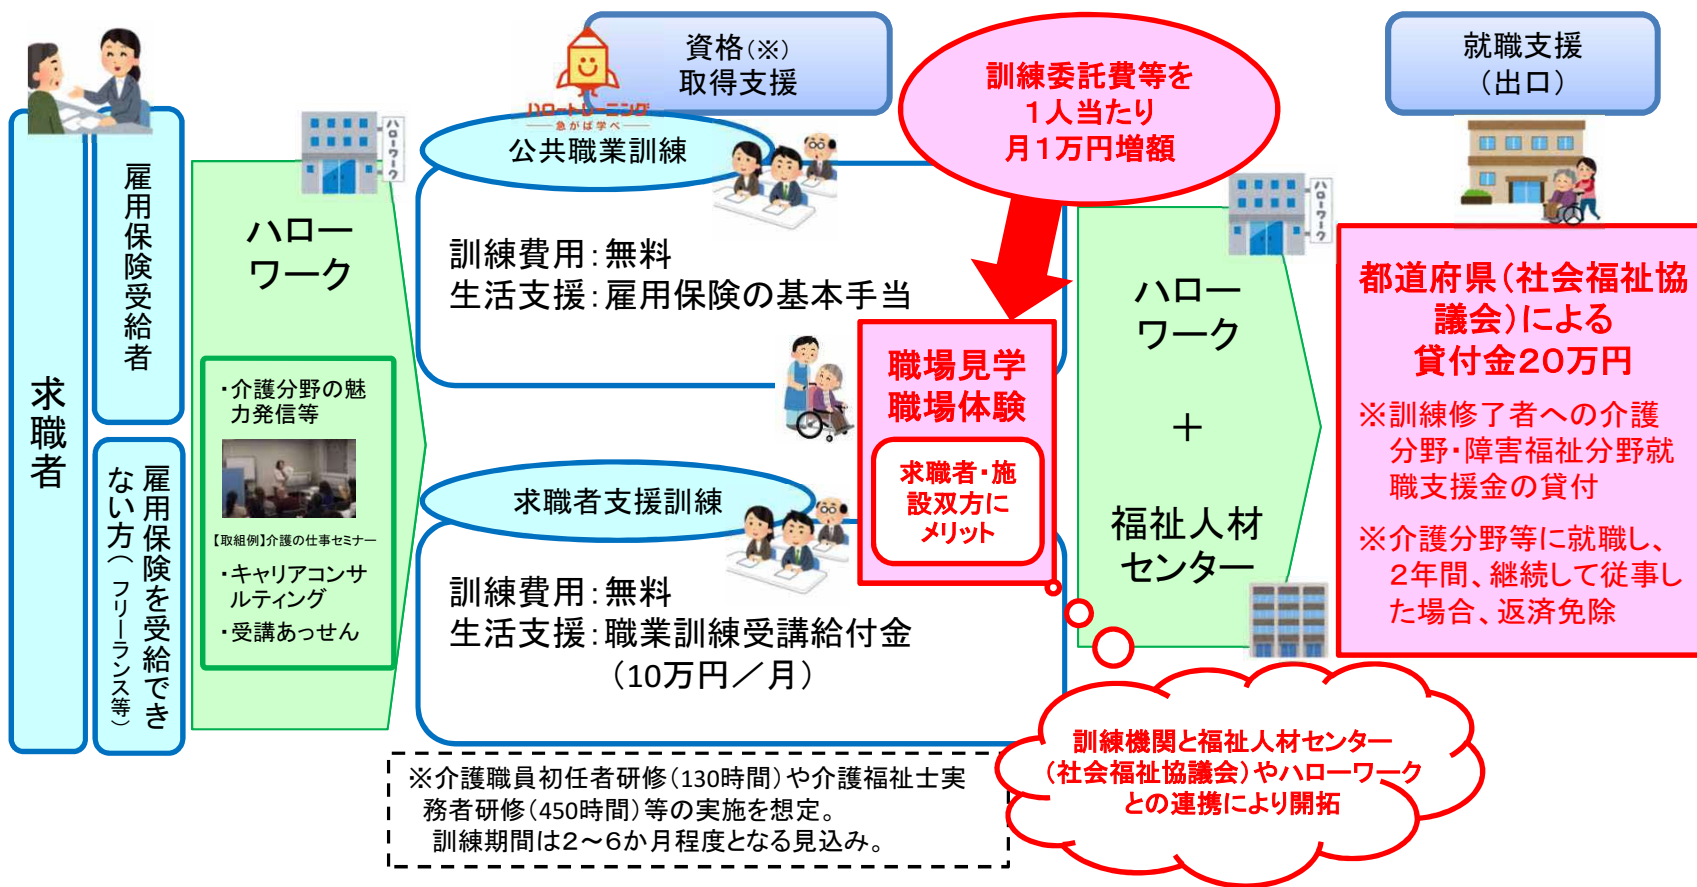 求職者
雇用保険受給者
雇用保険を受給でき
ない方（フリーランス等）
ハローワーク
ハロー
ワーク
・介護分野の魅
力発信等
【取組例】介護の仕事セミナー
・キャリアコンサ
ルティング
・受講あっせん
資格（※）
取得支援
ハロートレーニング
急がば学べ
公共職業訓練
訓練費用：無料
生活支援：雇用保険の基本手当
求職者支援訓練
訓練費用：無料
生活支援：職業訓練受講給付金
（10万円／月）
※介護職員初任者研修（130時間）や介護福祉士実
務者研修（450時間）等の実施を想定。
訓練期間は２～６か月程度となる見込み。
訓練委託費等を
１人当たり
月１万円増額
職場見学
職場体験
求職者・施
設双方に
メリット
訓練機関と福祉人材センター
（社会福祉協議会）やハローワーク
との連携により開拓
ハローワーク
ハロー
ワーク
＋
福祉人材
センター
就職支援
（出口）
都道府県（社会福祉協
議会）による
貸付金２０万円
※訓練修了者への介護
分野・障害福祉分野就
職支援金の貸付
※介護分野等に就職し、
２年間、継続して従事し
た場合、返済免除